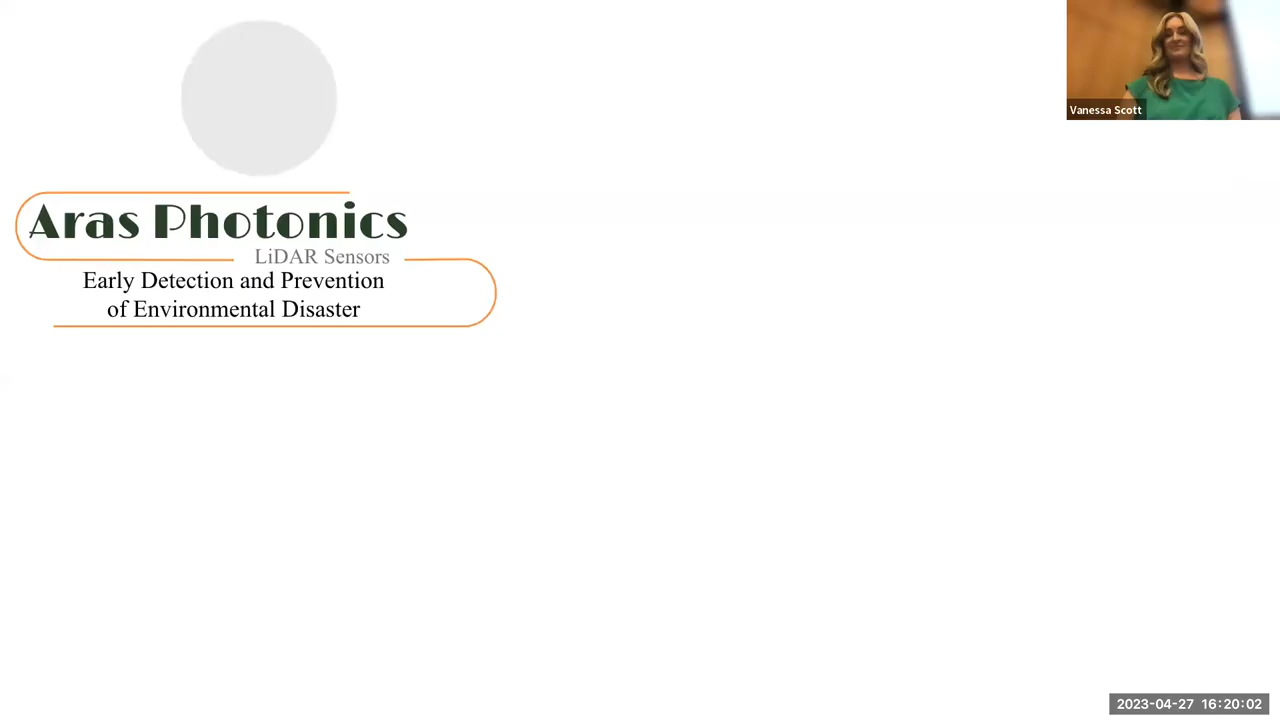 Vanessa Scott
Aras Photonics
LiDAR Sensors
Early Detection and Prevention
of Environmental Disaster
2023-04-27 16:20:02